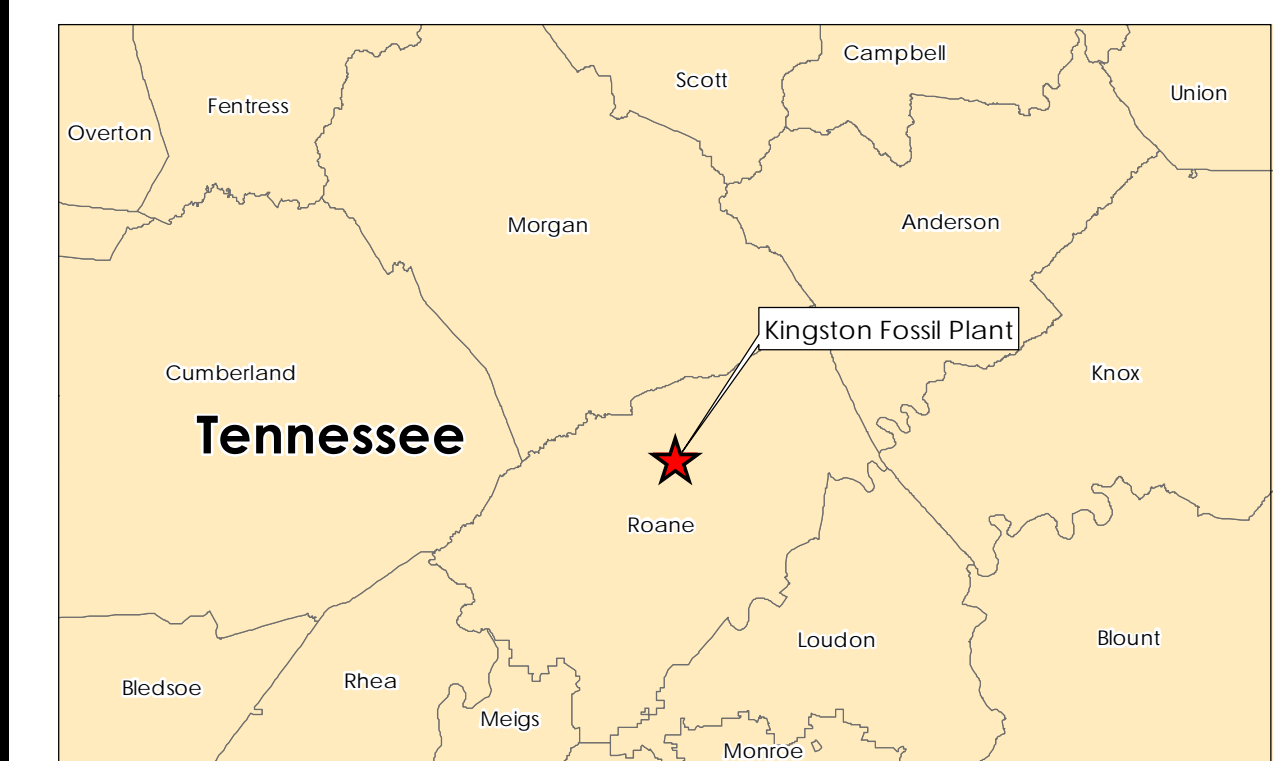 Campbell
Scott
Union
Fentress
Overton
Morgan
Anderson
Kingston Fossil Plant
Cumberland
Knox
Tennessee
Roane
Loudon
Blount
Rhea
Bledsoe
Meigs
Monroe